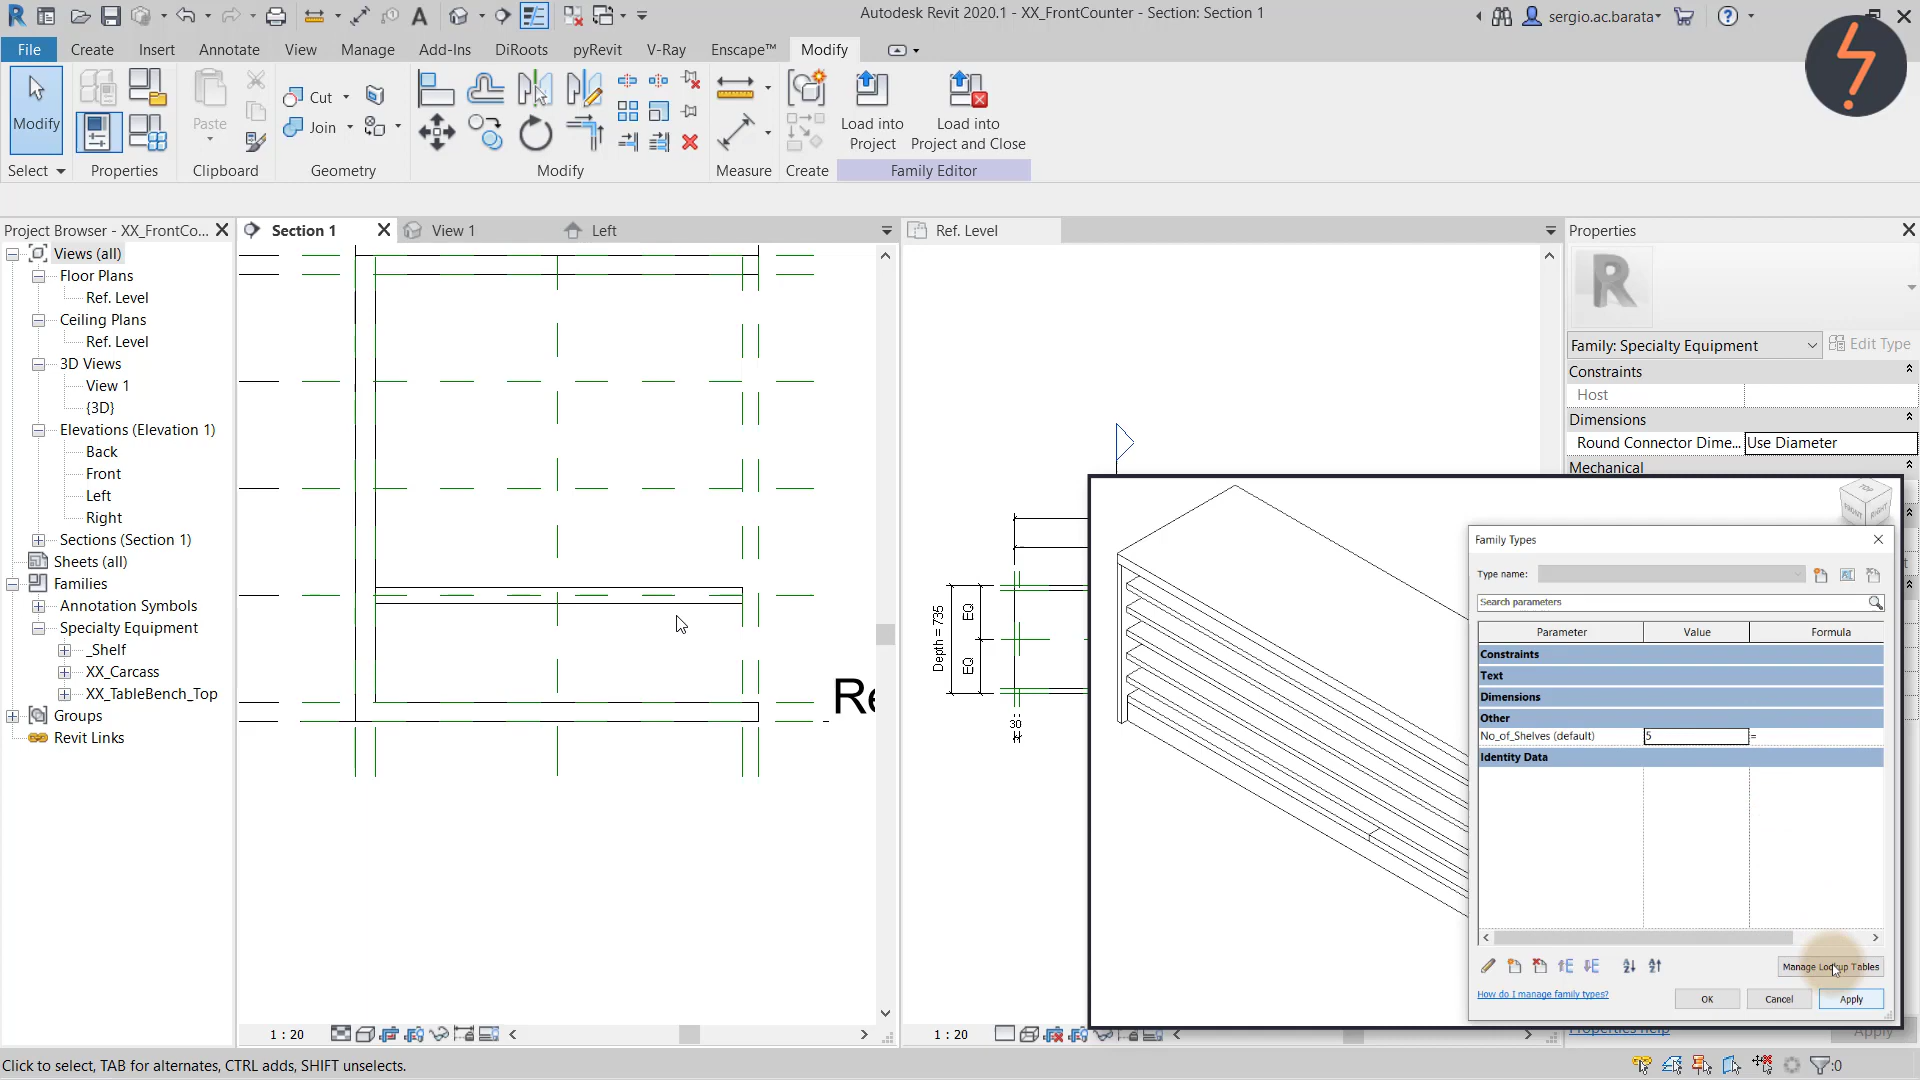 Autodesk Revit 2020.1 - XX_FrontCounter - Section: Section 1
sergio.ac.barata
File Create Insert Annotate View Manage Add-Ins DiRoots pyRevit V-Ray Enscape™ Modify
Modify
Paste
Cut
Join
Load into
Project
Load into
Project and Close
Select Properties Clipboard Geometry Modify Measure Create Family Editor
Project Browser - XX_FrontCo...
Views (all)
Floor Plans
Ref. Level
Ceiling Plans
Ref. Level
3D Views
View 1
{3D}
Elevations (Elevation 1)
Back
Front
Left
Right
Sections (Section 1)
Sheets (all)
Families
Annotation Symbols
Specialty Equipment
_Shelf
XX_Carcass
XX_TableBench_Top
Groups
Revit Links
Section 1
View 1
Left
Ref. Level
Re
1 : 20
Depth = 735
EQ
EQ
30
1 : 20
Properties
R
Family: Specialty Equipment
Edit Type
Constraints
Host
Dimensions
Round Connector Dime... Use Diameter
Mechanical
TOP
FRONT
RIGHT
Family Types
Type name:
Search parameters
Parameter Value Formula
Constraints
Text
Dimensions
Other
No_of_Shelves (default) 5 =
Identity Data
Manage Lookup Tables
How do I manage family types?
OK Cancel Apply
Properties help
Apply
Click to select, TAB for alternates, CTRL adds, SHIFT unselects.
:0